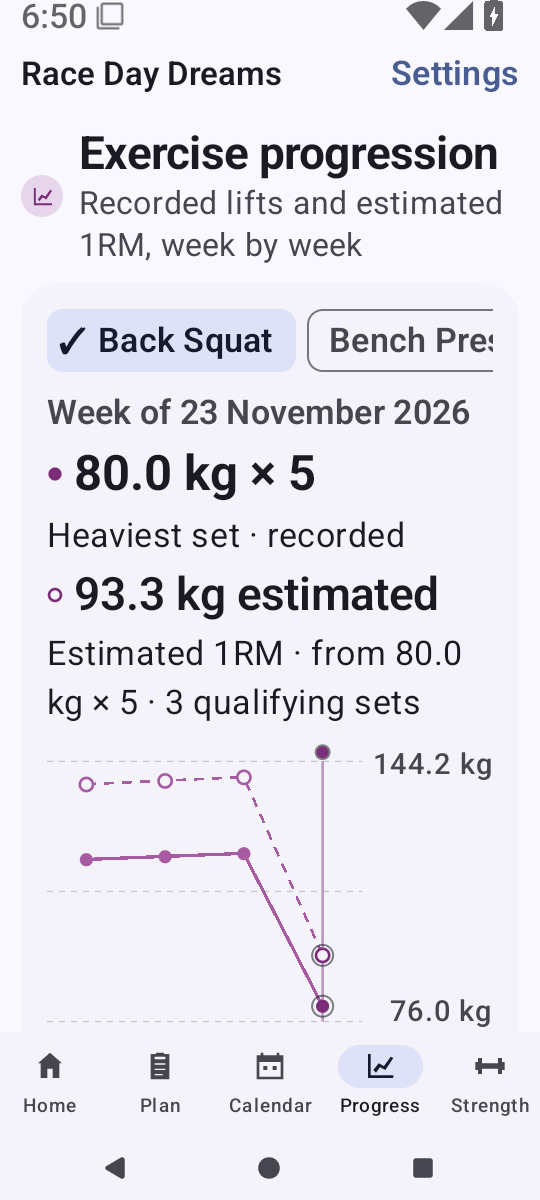 6:50
Race Day Dreams Settings
Exercise progression
Recorded lifts and estimated
1RM, week by week
✓ Back Squat Bench Pres
Week of 23 November 2026
80.0 kg × 5
Heaviest set · recorded
93.3 kg estimated
Estimated 1RM · from 80.0
kg × 5 · 3 qualifying sets
144.2 kg
76.0 kg
Home Plan Calendar Progress Strength